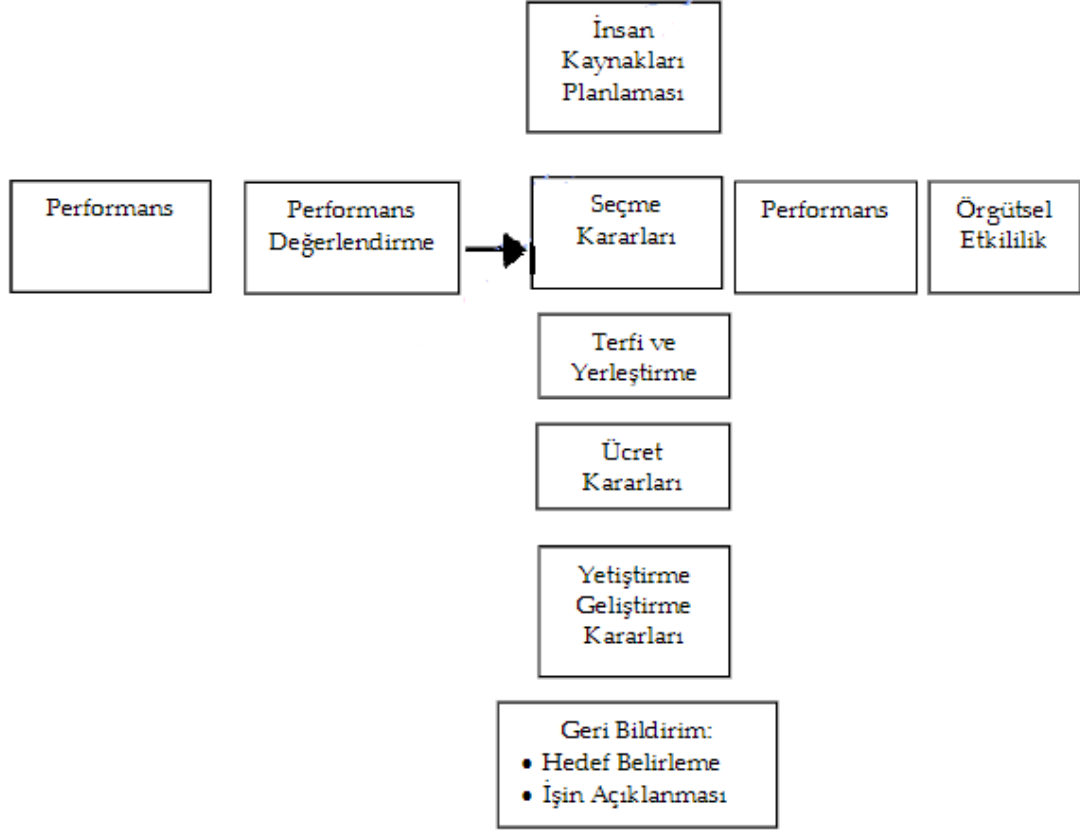 İnsan
Kaynakları
Planlaması
Performans
Performans
Değerlendirme
Seçme
Kararları
Performans
Örgütsel
Etkililik
Terfi ve
Yerleştirme
Ücret
Kararları
Yetiştirme
Geliştirme
Kararları
Geri Bildirim:
• Hedef Belirleme
• İşin Açıklanması